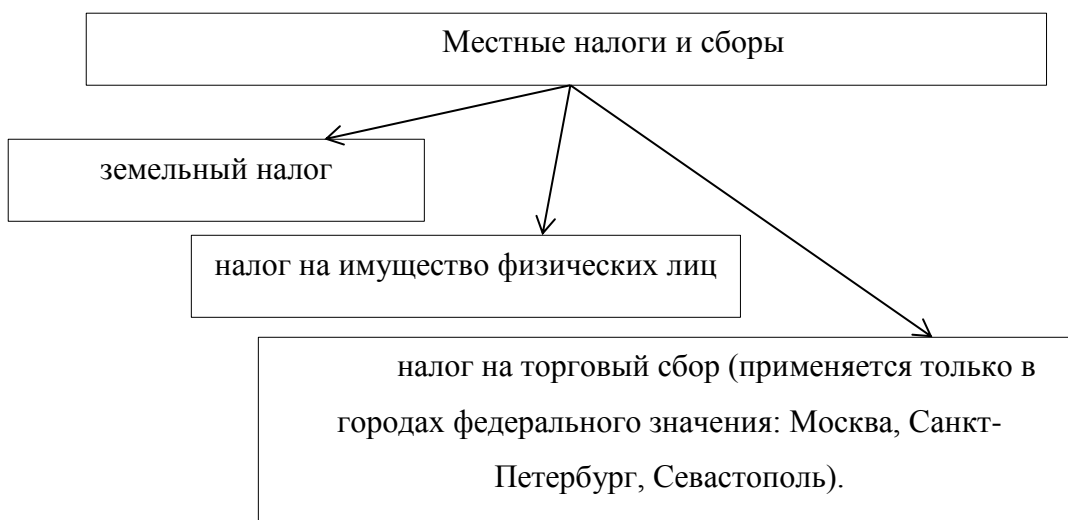 Местные налоги и сборы
земельный налог
налог на имущество физических лиц
налог на торговый сбор (применяется только в
городах федерального значения: Москва, Санкт-
Петербург, Севастополь).